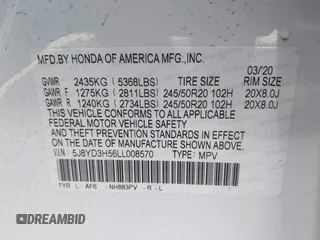 MFD.BY HONDA OF AMERICA MFG.,INC.
03/20
GVWR 2435KG (5368LBS) TIRE SIZE RIM SIZE
GAWR F 1275KG (2811LBS) 245/50R20 102H 20X8.0J
GAWR R 1240KG (2734LBS) 245/50R20 102H 20X8.0J
THIS VEHICLE CONFORMS TO ALL APPLICABLE
FEDERAL MOTOR VEHICLE SAFETY
AND THEFT PREVENTION STANDARDS IN EFFECT
ON THE DATE OF MANUFACTURE SHOWN ABOVE.
5J8YD3H56LL008570 TYPE: MPV
TYR L AF6 -NH883PV -R -L
DEALERSHIP.COM